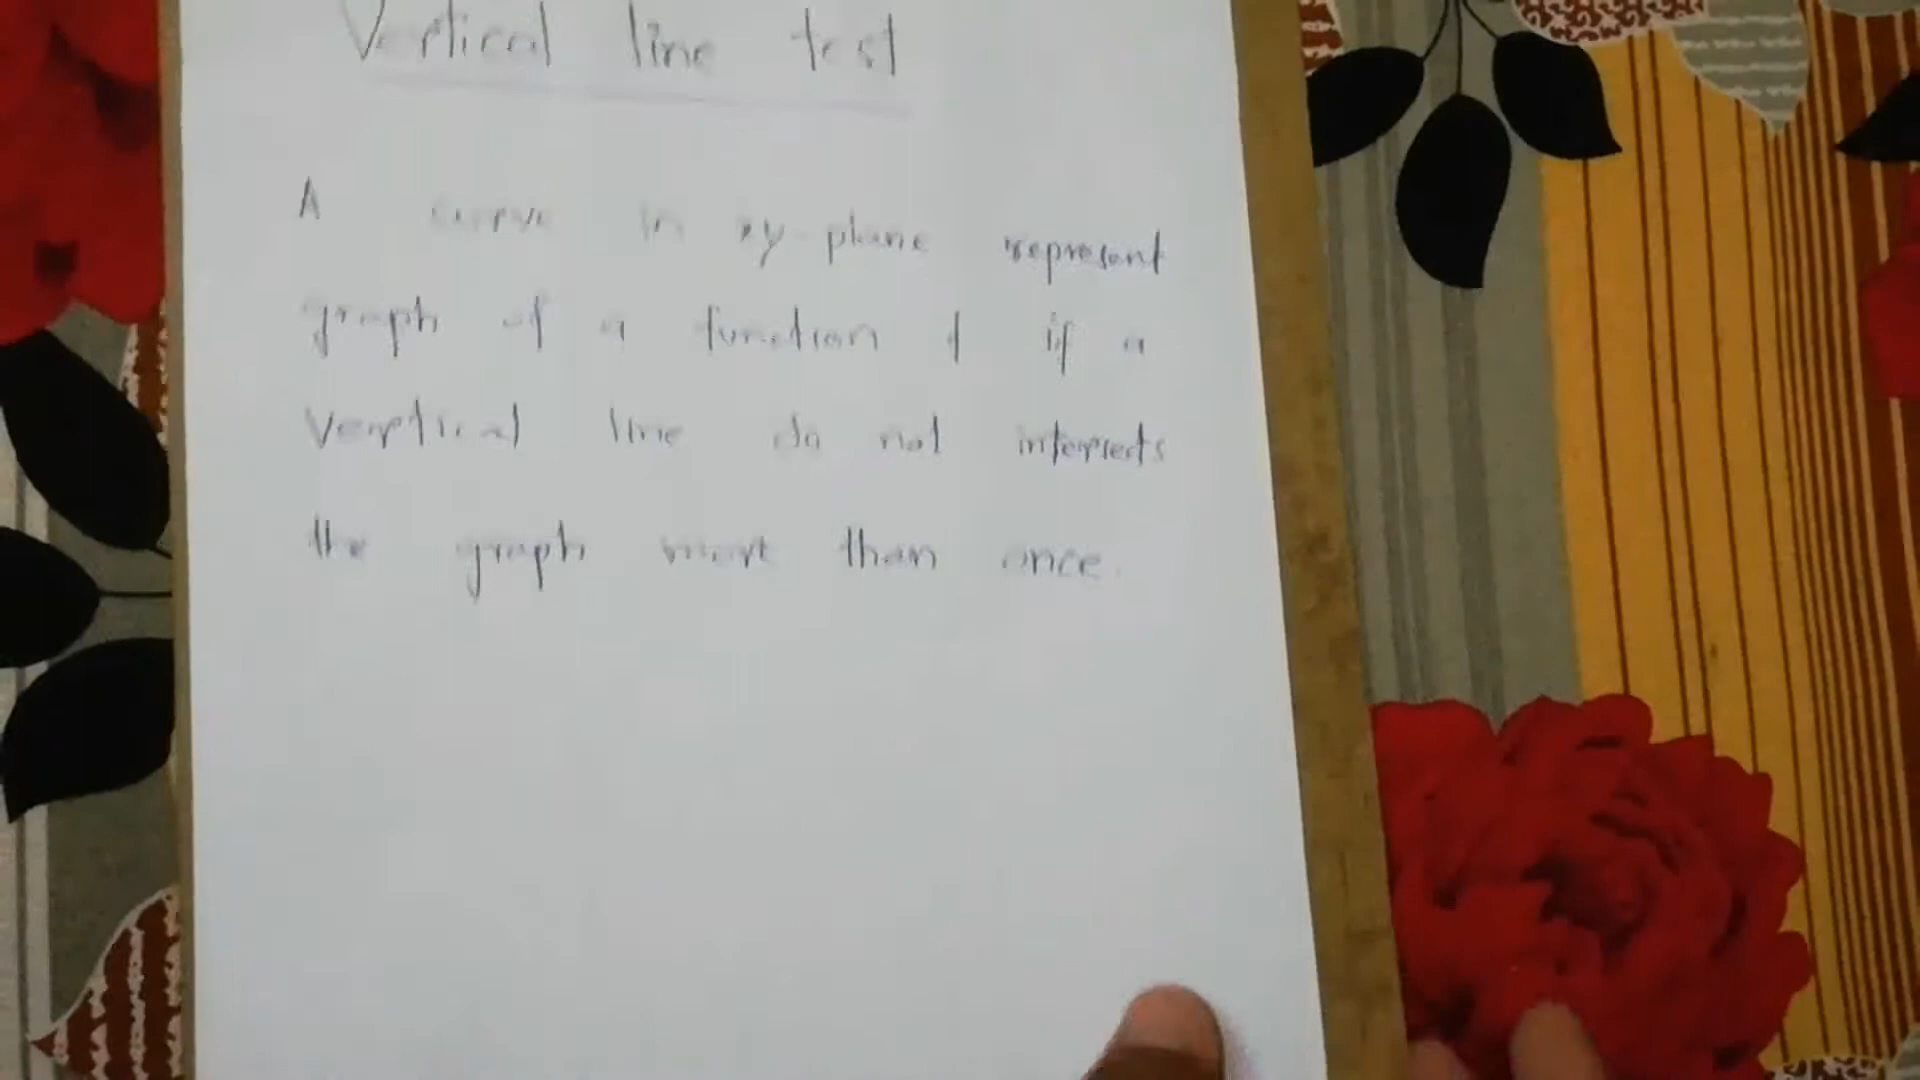 Vertical line test
A curve in xy-plane represent
graph of a function f if a
vertical line do not intersects
the graph more than once.